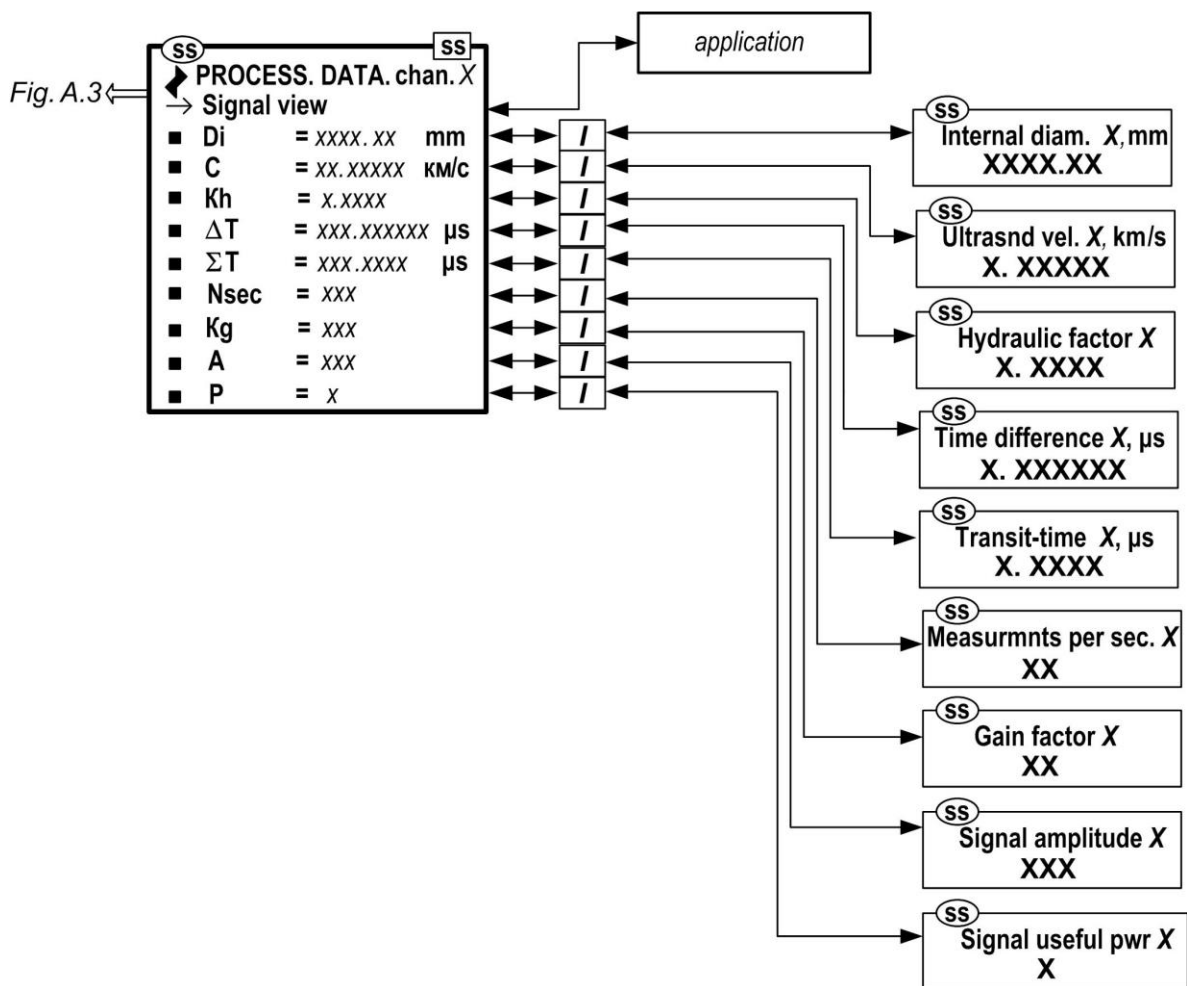 SS
SS
application
PROCESS. DATA. chan. X
Fig. A.3
→ Signal view
Di = xxxx.xx mm
I
SS
Internal diam. X, mm
XXXX.XX
C = xx.xxxxx км/с
I
Kh = x.xxxx
I
SS
Ultrasnd vel. X, km/s
X. XXXXX
ΔT = xxx.xxxxxx µs
I
ΣT = xxx.xxxx µs
I
Nsec = xxx
I
SS
Hydraulic factor X
X. XXXX
Kg = xxx
I
A = xxx
I
P = x
I
SS
Time difference X, µs
X. XXXXXX
SS
Transit-time X, µs
X. XXXX
SS
Measurmnts per sec. X
XX
SS
Gain factor X
XX
SS
Signal amplitude X
XXX
SS
Signal useful pwr X
X